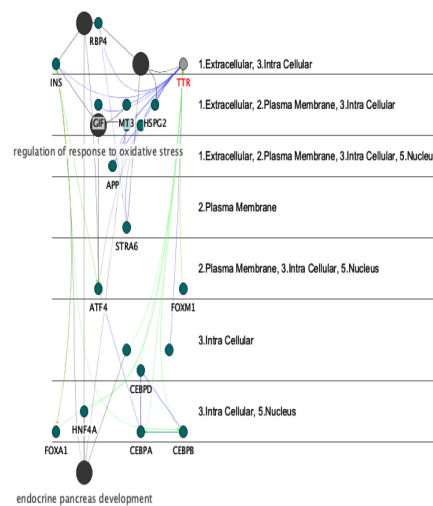 RBP4
1.Extracellular, 3.Intra Cellular
INS
TTR
1.Extracellular, 2.Plasma Membrane, 3.Intra Cellular
GIF
MT3
HSPG2
regulation of response to oxidative stress
1.Extracellular, 2.Plasma Membrane, 3.Intra Cellular, 5.Nucleus
APP
2.Plasma Membrane
STRA6
2.Plasma Membrane, 3.Intra Cellular, 5.Nucleus
ATF4
FOXM1
3.Intra Cellular
CEBPD
3.Intra Cellular, 5.Nucleus
HNF4A
FOXA1
CEBPA
CEBPB
endocrine pancreas development